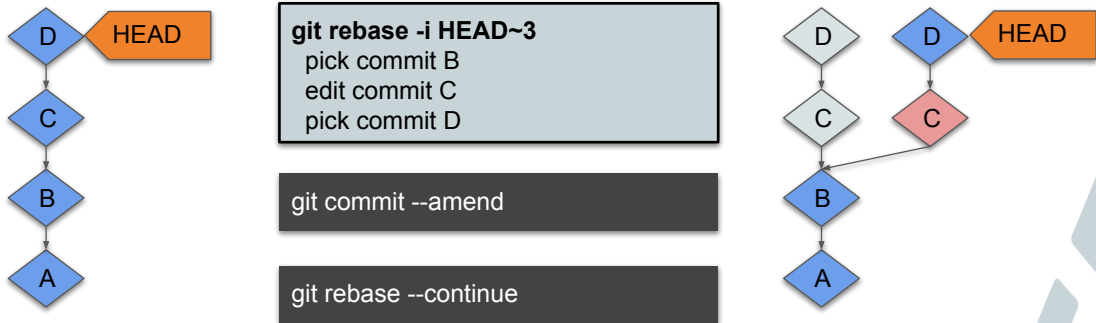 D
HEAD
C
B
A
git rebase -i HEAD~3
pick commit B
edit commit C
pick commit D
git commit --amend
git rebase --continue
D
D
HEAD
C
C
B
A